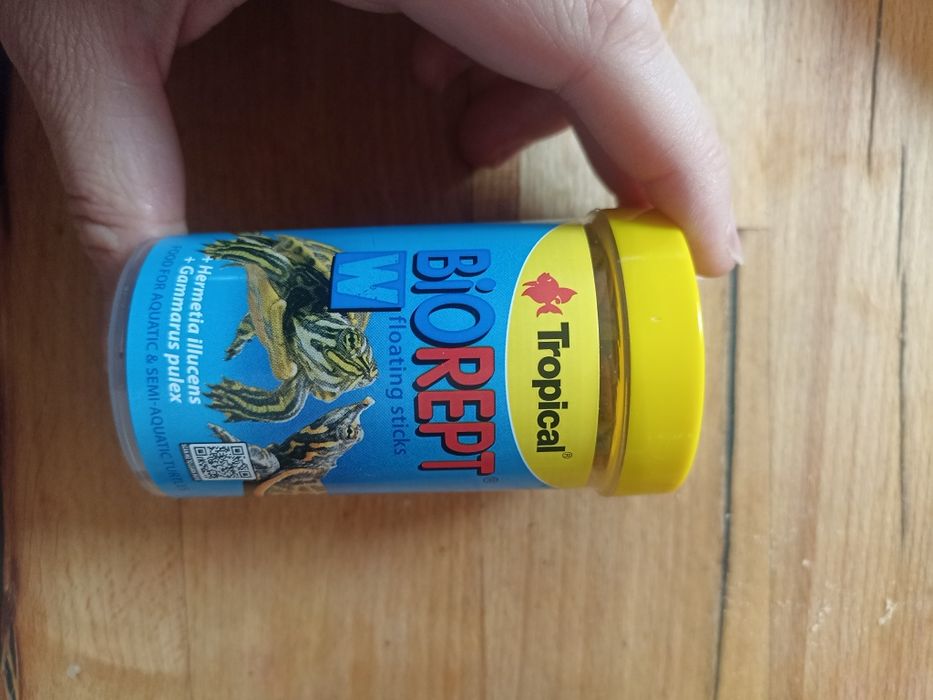 Tropical®
BiOREPT®
W floating sticks
+ Hermetia illucens
+ Gammarus pulex
FOOD FOR AQUATIC & SEMI-AQUATIC